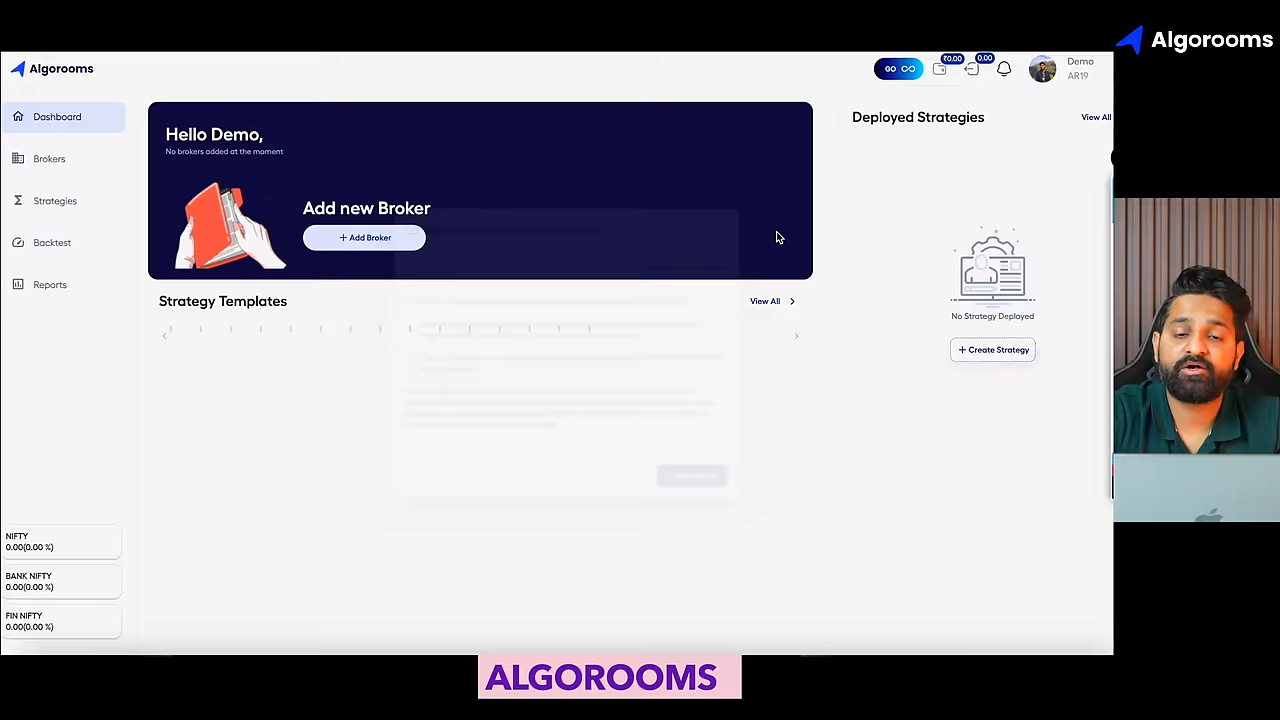 Algorooms
Algorooms
GO
₹0.00
0.00
Demo
AR19
Dashboard
Brokers
Strategies
Backtest
Reports
Hello Demo,
No brokers added at the moment
Add new Broker
+ Add Broker
Strategy Templates
View All
Deployed Strategies
View All
No Strategy Deployed
+ Create Strategy
NIFTY
0.00(0.00 %)
BANK NIFTY
0.00(0.00 %)
FIN NIFTY
0.00(0.00 %)
ALGOROOMS